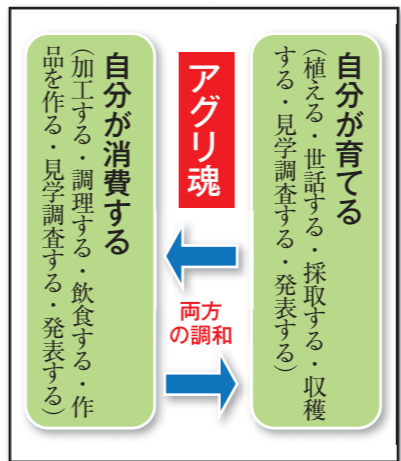 自分が育てる
（植える・世話する・採取する・収穫
する・見学調査する・発表する）
アグリ魂
両方
の調和
自分が消費する
（加工する・調理する・飲食する・作
品を作る・見学調査する・発表する）